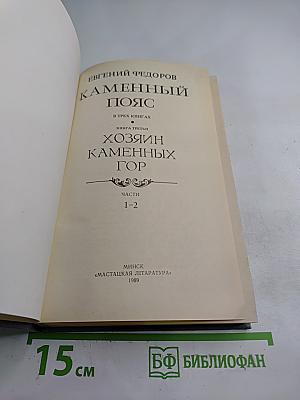 ЕВГЕНИЙ ФЕДОРОВ
КАМЕННЫЙ
ПОЯС
В ТРЕХ КНИГАХ
КНИГА ТРЕТЬЯ
ХОЗЯИН
КАМЕННЫХ
ГОР
ЧАСТИ
1–2
МИНСК
«МАСТАЦКАЯ ЛІТАРАТУРА»
1989
15 СМ
БФ БИБЛИОФАН